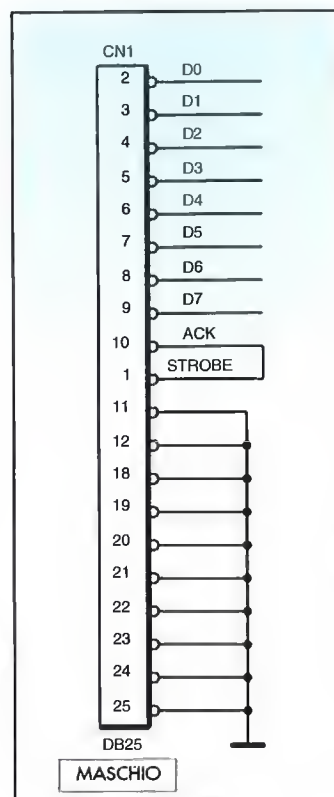 CN1
2 D0
3 D1
4 D2
5 D3
6 D4
7 D5
8 D6
9 D7
10 ACK
1 STROBE
11
12
18
19
20
21
22
23
24
25
DB25
MASCHIO